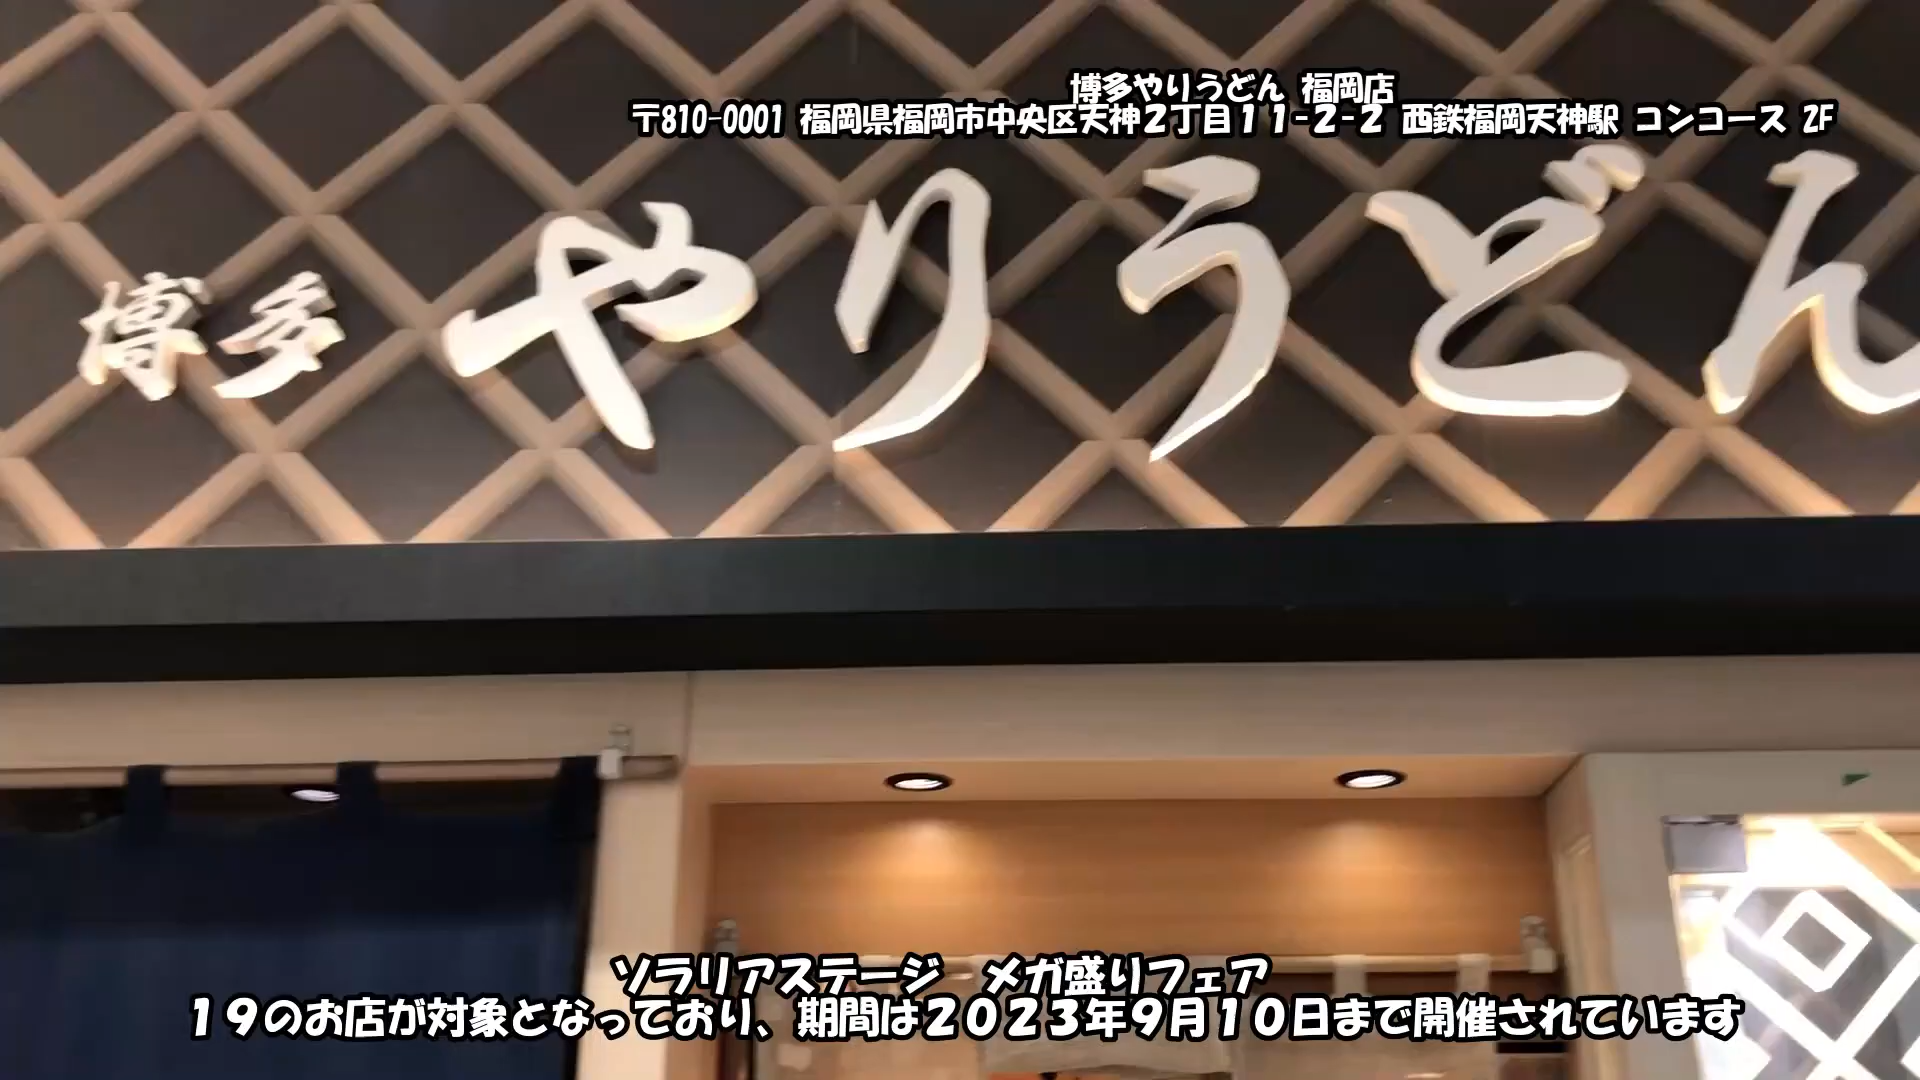 博多やりうどん 福岡店
〒810-0001 福岡県福岡市中央区天神２丁目１１-２-２ 西鉄福岡天神駅 コンコース 2F
博多 やりうどん
ソラリアステージ　メガ盛りフェア
１９のお店が対象となっており、期間は２０２３年９月１０日まで開催されています